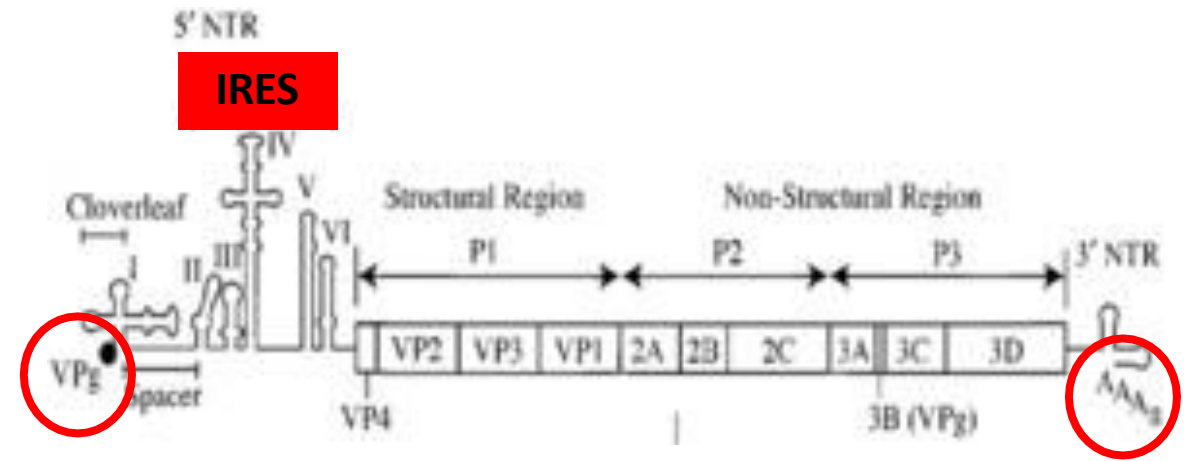 5' NTR
IRES
IV
V
VI
Cloverleaf
I
II
III
Structural Region
Non-Structural Region
P1
P2
P3
3' NTR
VPg
Spacer
VP2 VP3 VP1 2A 2B 2C 3A 3C 3D
VP4
3B (VPg)
AAA